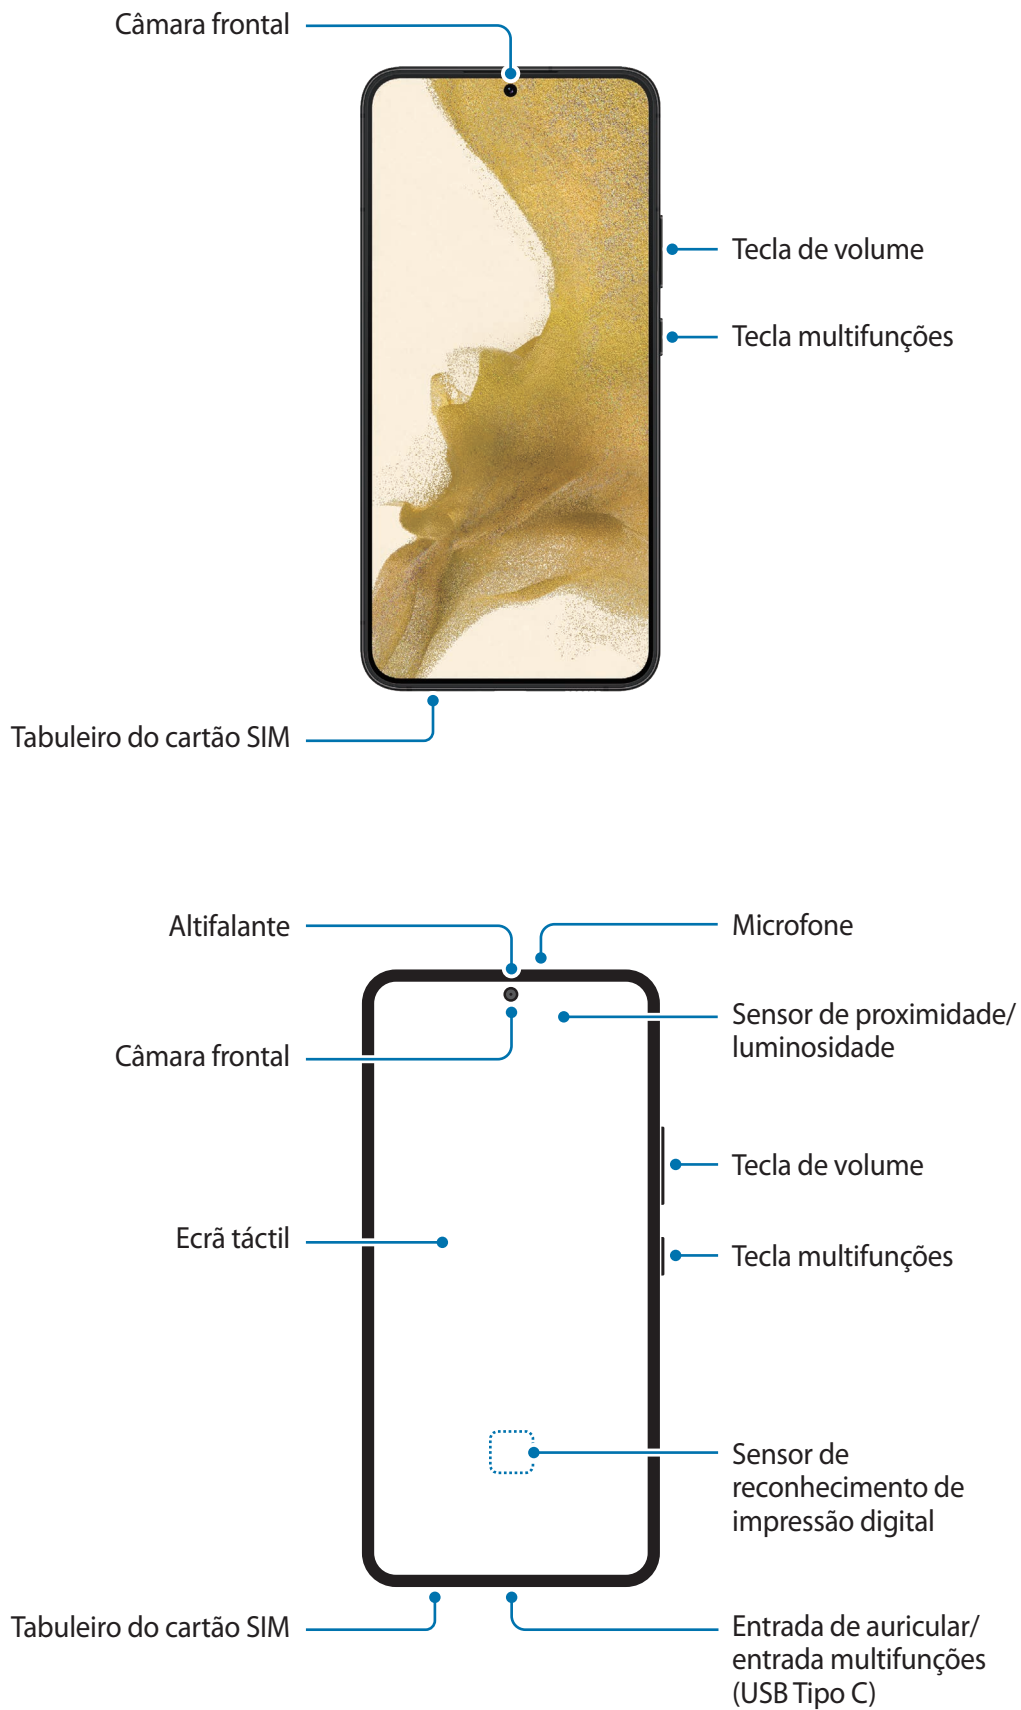 Câmara frontal
Tecla de volume
Tecla multifunções
Tabuleiro do cartão SIM
Altifalante
Microfone
Sensor de proximidade/
luminosidade
Câmara frontal
Tecla de volume
Ecrã táctil
Tecla multifunções
Sensor de
reconhecimento de
impressão digital
Tabuleiro do cartão SIM
Entrada de auricular/
entrada multifunções
(USB Tipo C)